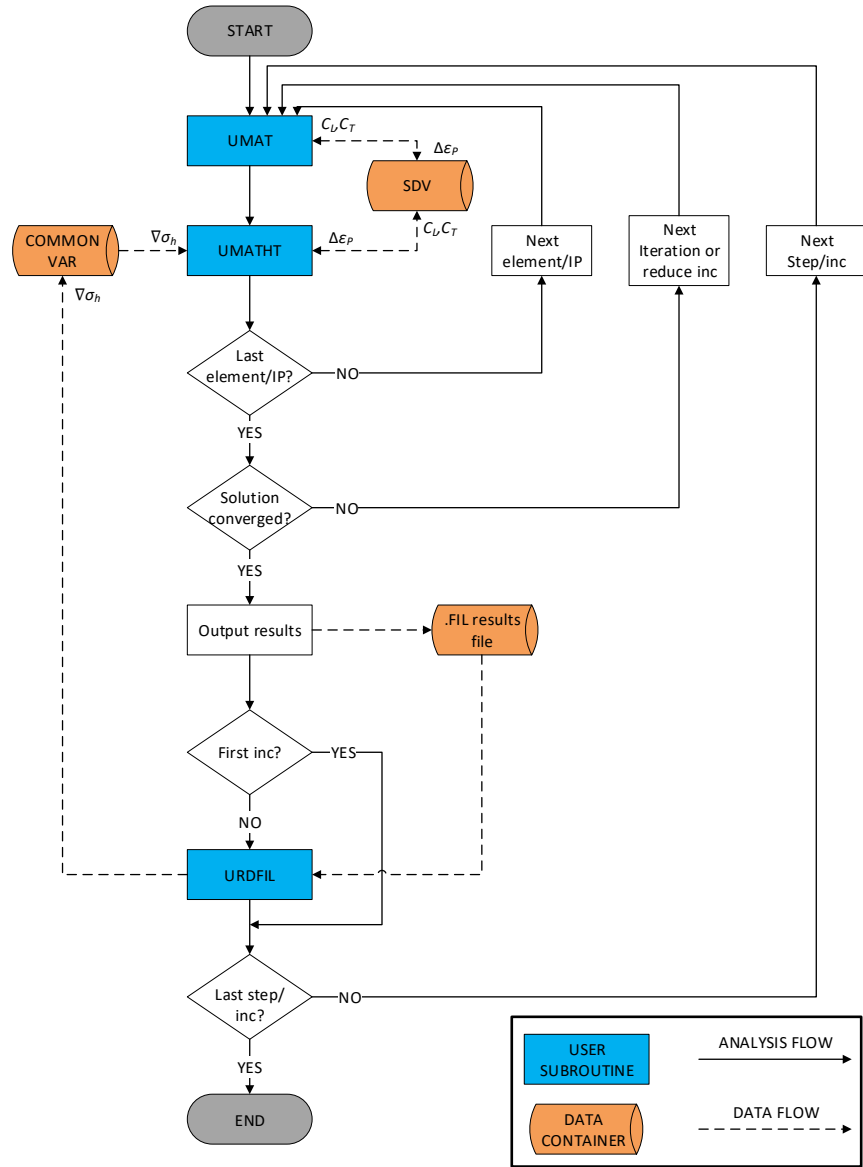 START
C_L,C_T
UMAT
Δε_P
SDV
COMMON
VAR
∇σ_h
UMATHT
Δε_P
C_L,C_T
Next
element/IP
Next
Iteration or
reduce inc
Next
Step/inc
∇σ_h
Last
element/IP?
NO
YES
Solution
converged?
NO
YES
Output results
.FIL results
file
First inc?
YES
NO
URDFIL
Last step/
inc?
NO
YES
END
USER
SUBROUTINE
ANALYSIS FLOW
DATA
CONTAINER
DATA FLOW